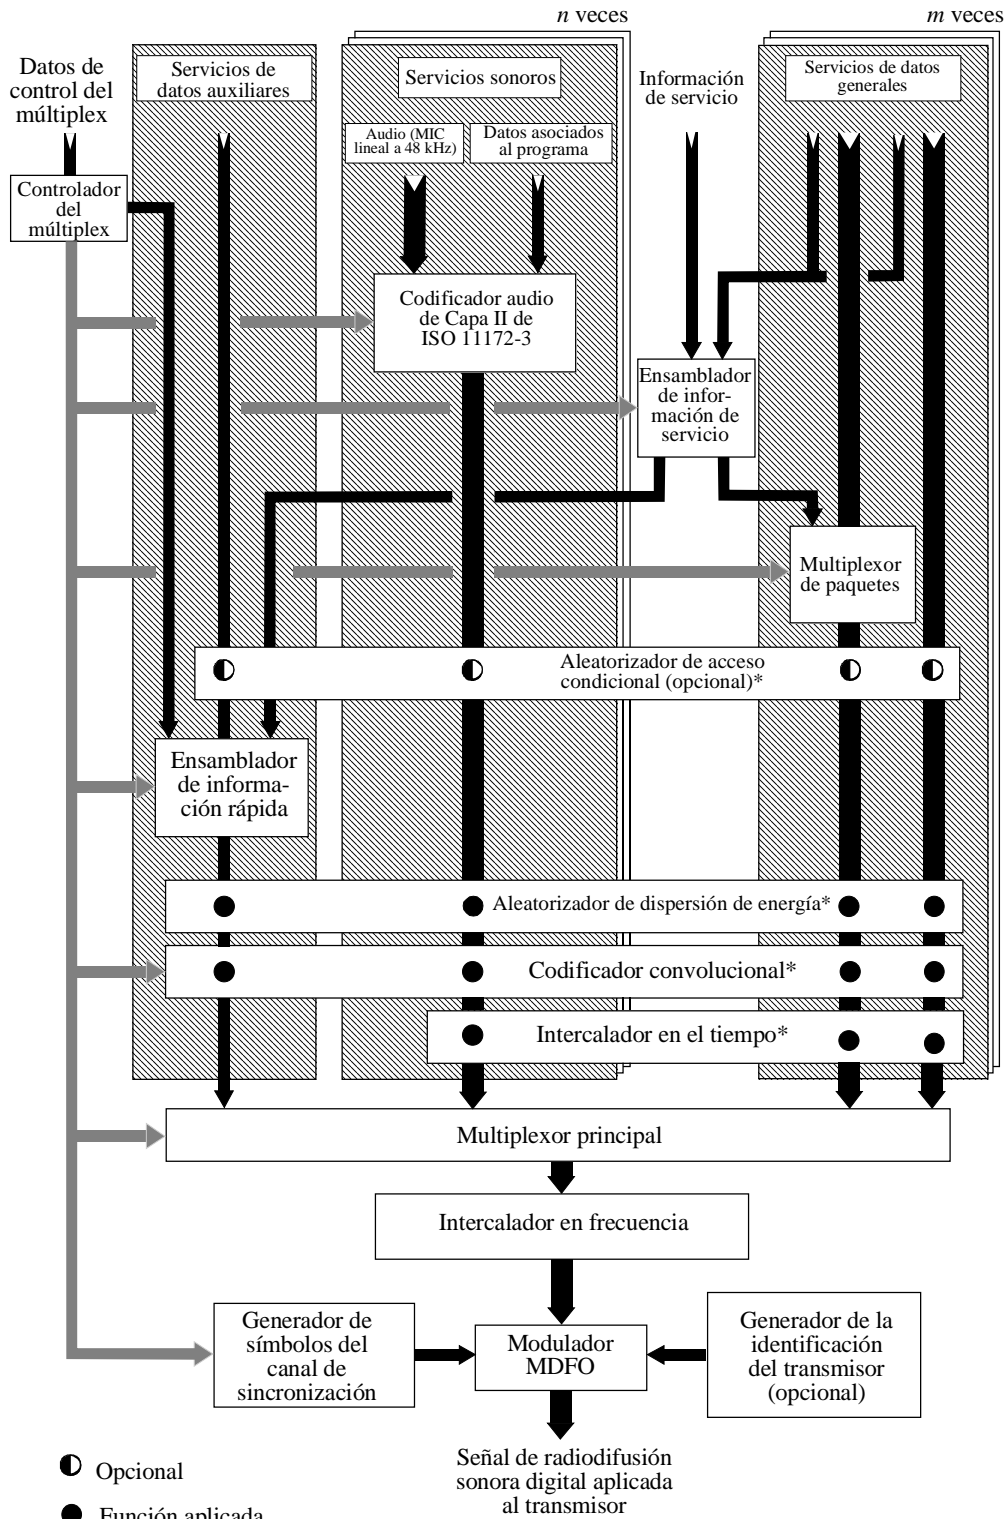 n veces
m veces
Datos de
control del
múltiplex
Servicios de
datos auxiliares
Servicios sonoros
Información
de servicio
Servicios de datos
generales
Audio (MIC
lineal a 48 kHz)
Datos asociados
al programa
Controlador
del
múltiplex
Codificador audio
de Capa II de
ISO 11172-3
Ensamblador
de infor-
mación de
servicio
Multiplexor
de paquetes
Aleatorizador de acceso
condicional (opcional)*
Ensamblador
de informa-
ción rápida
Aleatorizador de dispersión de energía*
Codificador convolucional*
Intercalador en el tiempo*
Multiplexor principal
Intercalador en frecuencia
Generador de
símbolos del
canal de
sincronización
Modulador
MDFO
Generador de la
identificación
del transmisor
(opcional)
Señal de radiodifusión
sonora digital aplicada
al transmisor
Opcional
Función aplicada